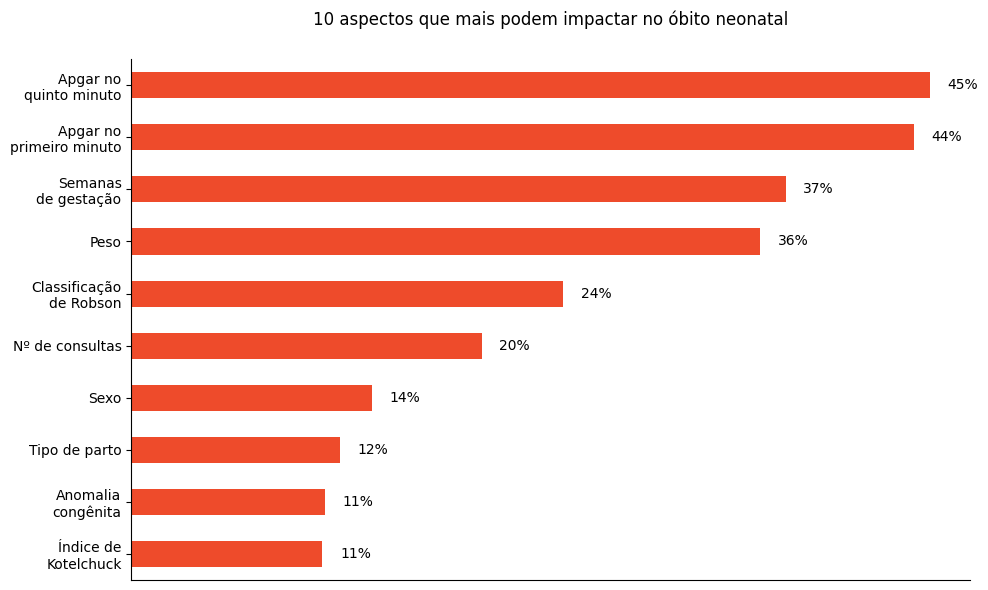 10 aspectos que mais podem impactar no óbito neonatal
Apgar no
quinto minuto
45%
Apgar no
primeiro minuto
44%
Semanas
de gestação
37%
Peso
36%
Classificação
de Robson
24%
Nº de consultas
20%
Sexo
14%
Tipo de parto
12%
Anomalia
congênita
11%
Índice de
Kotelchuck
11%